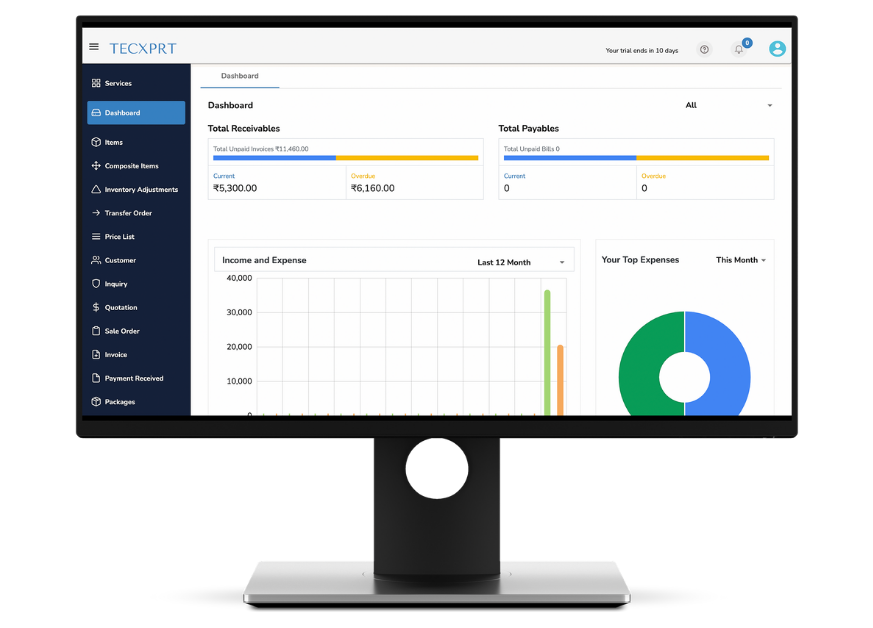 TECXPRT
Your trial ends in 10 days
0
Services
Dashboard
Items
Composite Items
Inventory Adjustments
Transfer Order
Price List
Customer
Inquiry
Quotation
Sale Order
Invoice
Payment Received
Packages
Dashboard
Dashboard
All
Total Receivables
Total Unpaid Invoices ₹11,460.00
Current
₹5,300.00
Overdue
₹6,160.00
Total Payables
Total Unpaid Bills 0
Current
0
Overdue
0
Income and Expense
Last 12 Month
40,000
30,000
20,000
10,000
0
Your Top Expenses
This Month